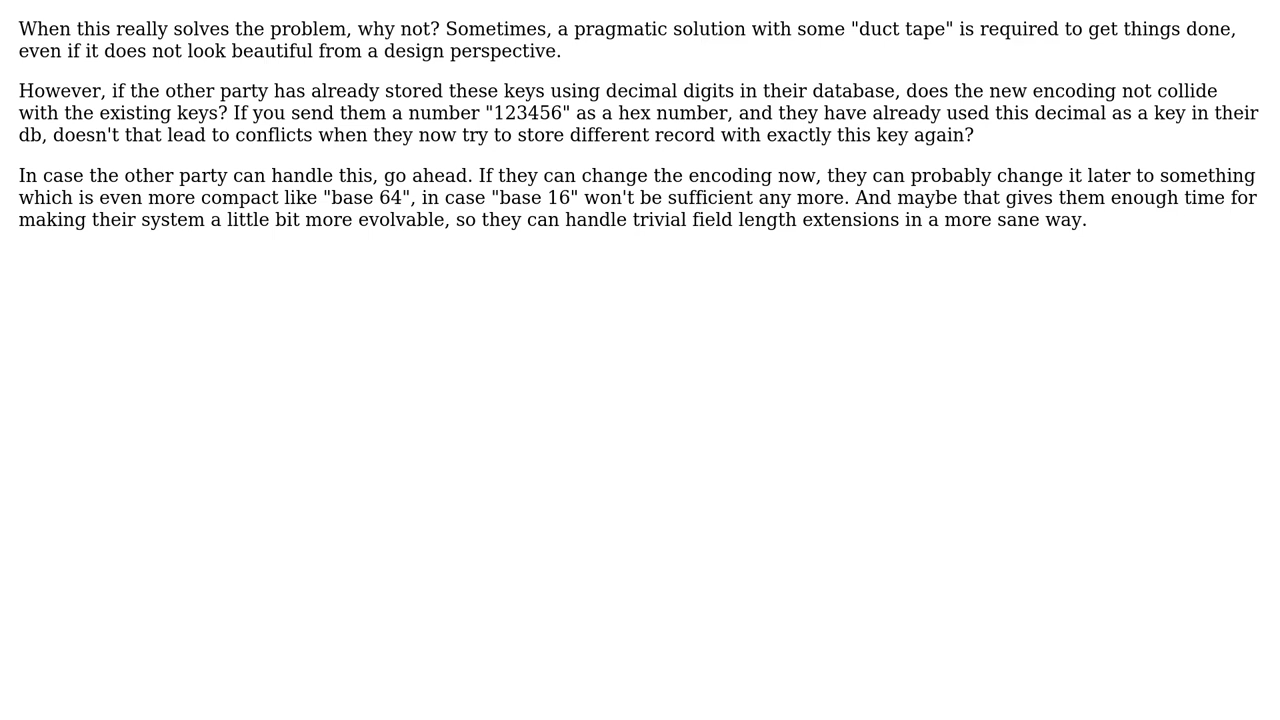 When this really solves the problem, why not? Sometimes, a pragmatic solution with some "duct tape" is required to get things done,
even if it does not look beautiful from a design perspective.
However, if the other party has already stored these keys using decimal digits in their database, does the new encoding not collide
with the existing keys? If you send them a number "123456" as a hex number, and they have already used this decimal as a key in their
db, doesn't that lead to conflicts when they now try to store different record with exactly this key again?
In case the other party can handle this, go ahead. If they can change the encoding now, they can probably change it later to something
which is even more compact like "base 64", in case "base 16" won't be sufficient any more. And maybe that gives them enough time for
making their system a little bit more evolvable, so they can handle trivial field length extensions in a more sane way.